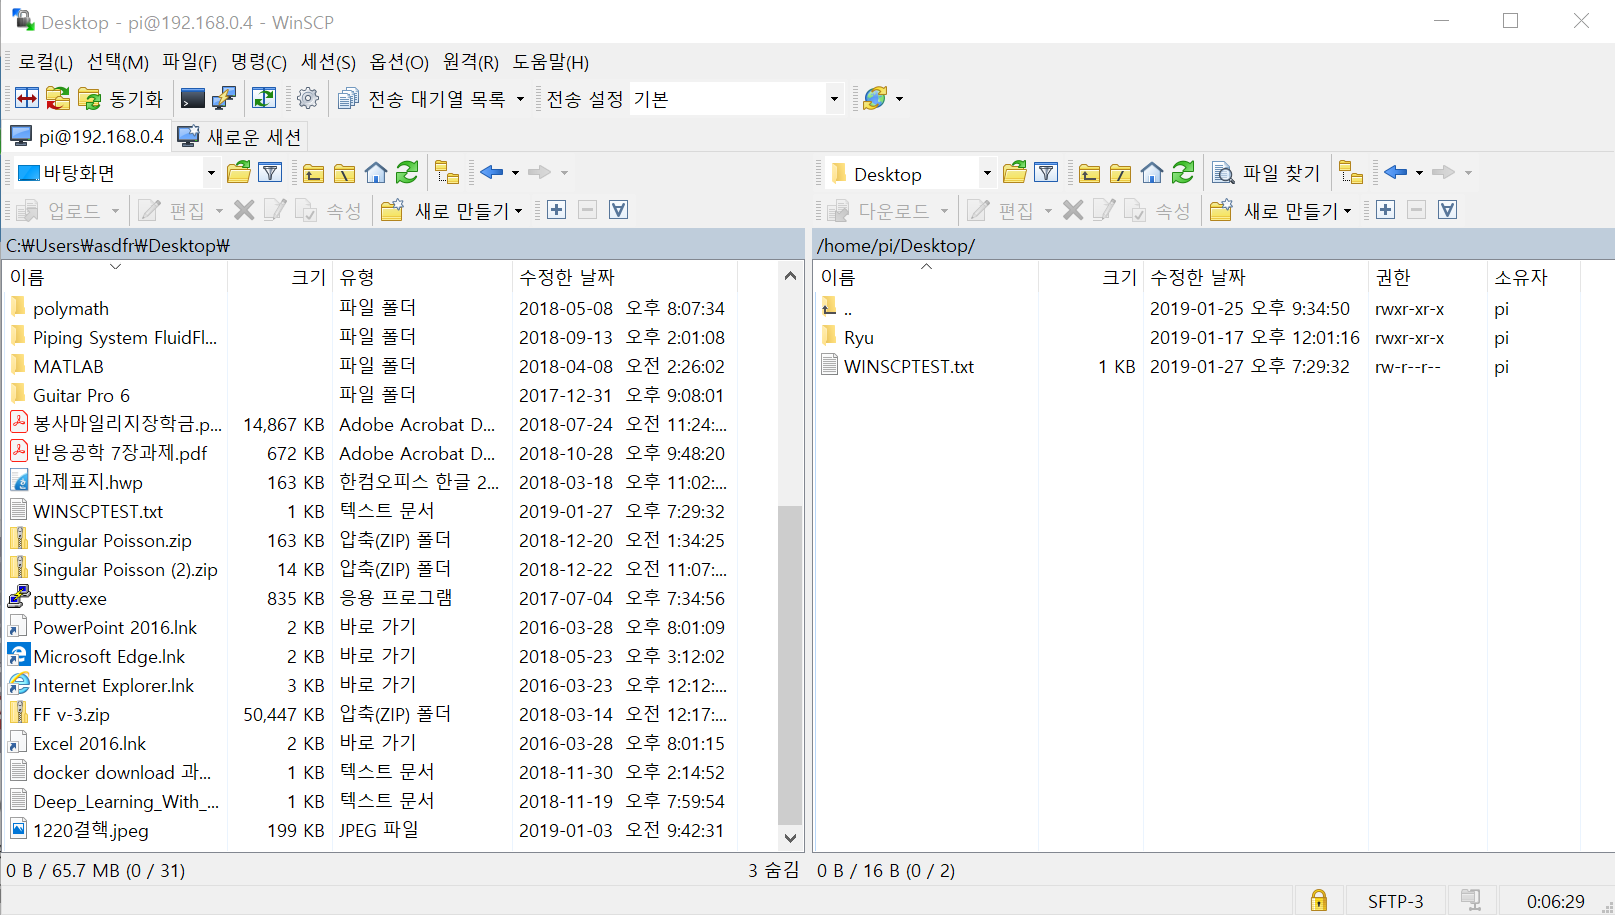 Desktop - pi@192.168.0.4 - WinSCP
로컬(L) 선택(M) 파일(F) 명령(C) 세션(S) 옵션(O) 원격(R) 도움말(H)
동기화 전송 대기열 목록 전송 설정 기본
pi@192.168.0.4 새로운 세션
바탕화면
업로드 편집 속성 새로 만들기
C:₩Users₩asdfr₩Desktop₩
이름 크기 유형 수정한 날짜
polymath 파일 폴더 2018-05-08 오후 8:07:34
Piping System FluidFl... 파일 폴더 2018-09-13 오후 2:01:08
MATLAB 파일 폴더 2018-04-08 오전 2:26:02
Guitar Pro 6 파일 폴더 2017-12-31 오후 9:08:01
봉사마일리지장학금.p... 14,867 KB Adobe Acrobat D... 2018-07-24 오전 11:24:...
반응공학 7장과제.pdf 672 KB Adobe Acrobat D... 2018-10-28 오후 9:48:20
과제표지.hwp 163 KB 한컴오피스 한글 2... 2018-03-18 오후 11:02:...
WINSCPTEST.txt 1 KB 텍스트 문서 2019-01-27 오후 7:29:32
Singular Poisson.zip 163 KB 압축(ZIP) 폴더 2018-12-20 오전 1:34:25
Singular Poisson (2).zip 14 KB 압축(ZIP) 폴더 2018-12-22 오전 11:07:...
putty.exe 835 KB 응용 프로그램 2017-07-04 오후 7:34:56
PowerPoint 2016.lnk 2 KB 바로 가기 2016-03-28 오후 8:01:09
Microsoft Edge.lnk 2 KB 바로 가기 2018-05-23 오후 3:12:02
Internet Explorer.lnk 3 KB 바로 가기 2016-03-23 오후 12:12:...
FF v-3.zip 50,447 KB 압축(ZIP) 폴더 2018-03-14 오전 12:17:...
Excel 2016.lnk 2 KB 바로 가기 2016-03-28 오후 8:01:15
docker download 과... 1 KB 텍스트 문서 2018-11-30 오후 2:14:52
Deep_Learning_With_... 1 KB 텍스트 문서 2018-11-19 오후 7:59:54
1220결핵.jpeg 199 KB JPEG 파일 2019-01-03 오전 9:42:31
0 B / 65.7 MB (0 / 31) 3 숨김
Desktop 파일 찾기
다운로드 편집 속성 새로 만들기
/home/pi/Desktop/
이름 크기 수정한 날짜 권한 소유자
.. 2019-01-25 오후 9:34:50 rwxr-xr-x pi
Ryu 2019-01-17 오후 12:01:16 rwxr-xr-x pi
WINSCPTEST.txt 1 KB 2019-01-27 오후 7:29:32 rw-r--r-- pi
0 B / 16 B (0 / 2)
SFTP-3 0:06:29